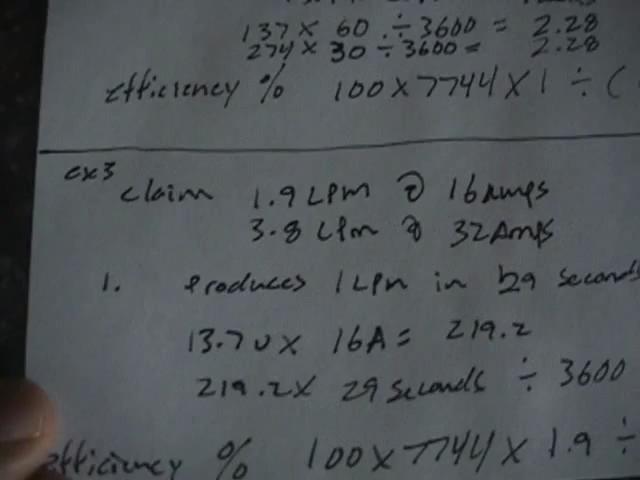 137 x 60 ÷ 3600 = 2.28
274 x 30 ÷ 3600 = 2.28
Efficiency % 100 x 7744 x 1 ÷ (
ex3
claim 1.9 LPM @ 16 Amps
3.8 LPM @ 32 Amps
1. produces 1 LPM in 29 seconds
13.7v x 16A = 219.2
219.2 x 29 seconds ÷ 3600
efficiency % 100 x 7744 x 1.9 ÷